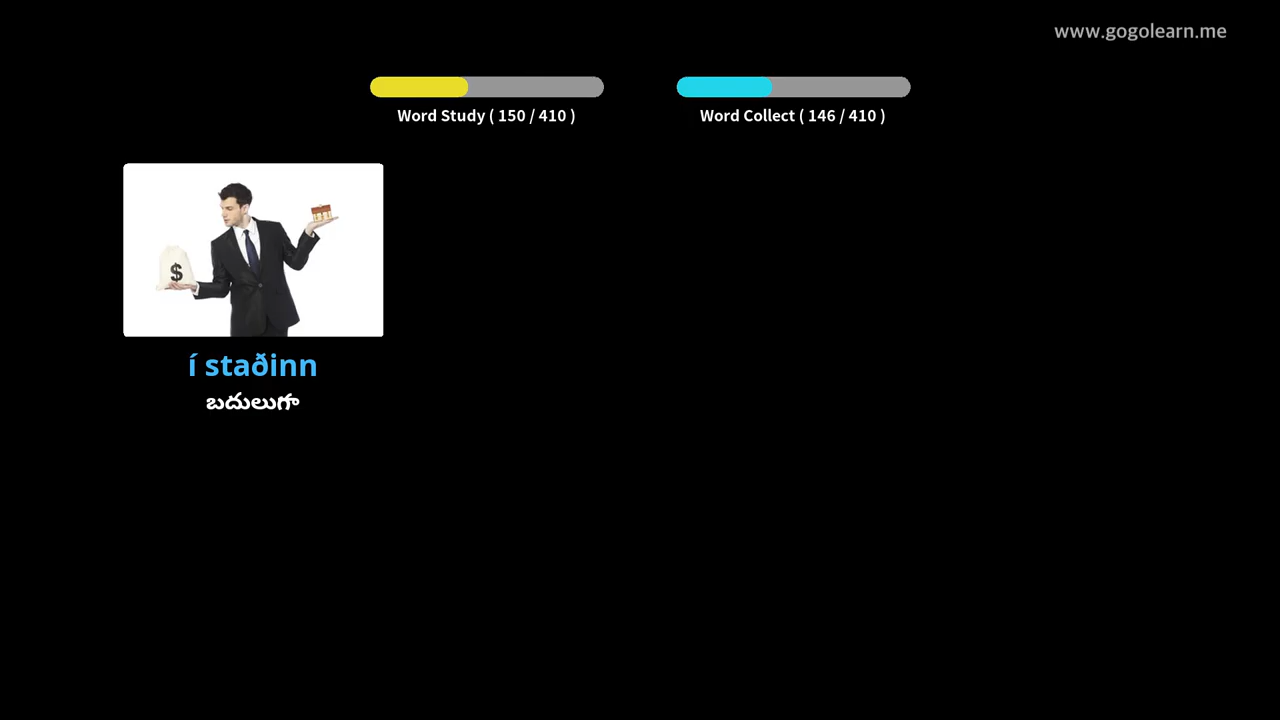 www.gogolearn.me
Word Study ( 150 / 410 )
Word Collect ( 146 / 410 )
$
í staðinn
బదులుగా